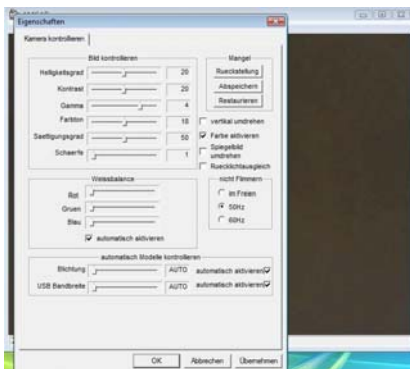 Eigenschaften
Kamera kontrollieren
Bild kontrollieren
Helligkeitsgrad 20
Kontrast 20
Gamma 4
Farbton 18
Saettigungsgrad 50
Schaerfe 1
Mangel
Rueckstellung
Abspeichern
Restaurieren
vertikal umdrehen
Farbe aktivieren
Spiegelbild
umdrehen
Ruecklichtausgleich
Weissbalance
Rot
Gruen
Blau
automatisch aktivieren
nicht Flimmern
im Freien
50Hz
60Hz
automatisch Modelle kontrollieren
Blichtung AUTO automatisch aktivieren
USB Bandbreite AUTO automatisch aktivieren
OK Abbrechen Übernehmen